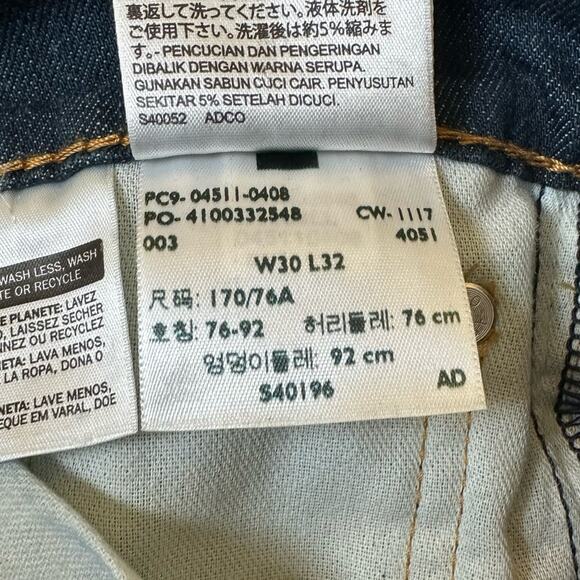 裏返して洗ってください。液体洗剤を
ご使用下さい。洗濯後は約5%縮みま
す。- PENCUCIAN DAN PENGERINGAN
DIBALIK DENGAN WARNA SERUPA.
GUNAKAN SABUN CUCI CAIR. PENYUSUTAN
SEKITAR 5% SETELAH DICUCI.
S40052 ADCO
PC9- 04511-0408
PO- 4100332548 CW- 1117
003 4051
W30 L32
尺码: 170/76A
호칭: 76-92 허리둘레: 76 cm
엉덩이둘레: 92 cm
S40196 AD
WASH LESS, WASH
OR RECYCLE
E PLANETE: LAVEZ
, LAISSEZ SECHER
NNEZ OU RECYCLEZ
ETA: LAVA MENOS,
LA ROPA, DONA O
NETA: LAVE MENOS,
QUE EM VARAL, DOE